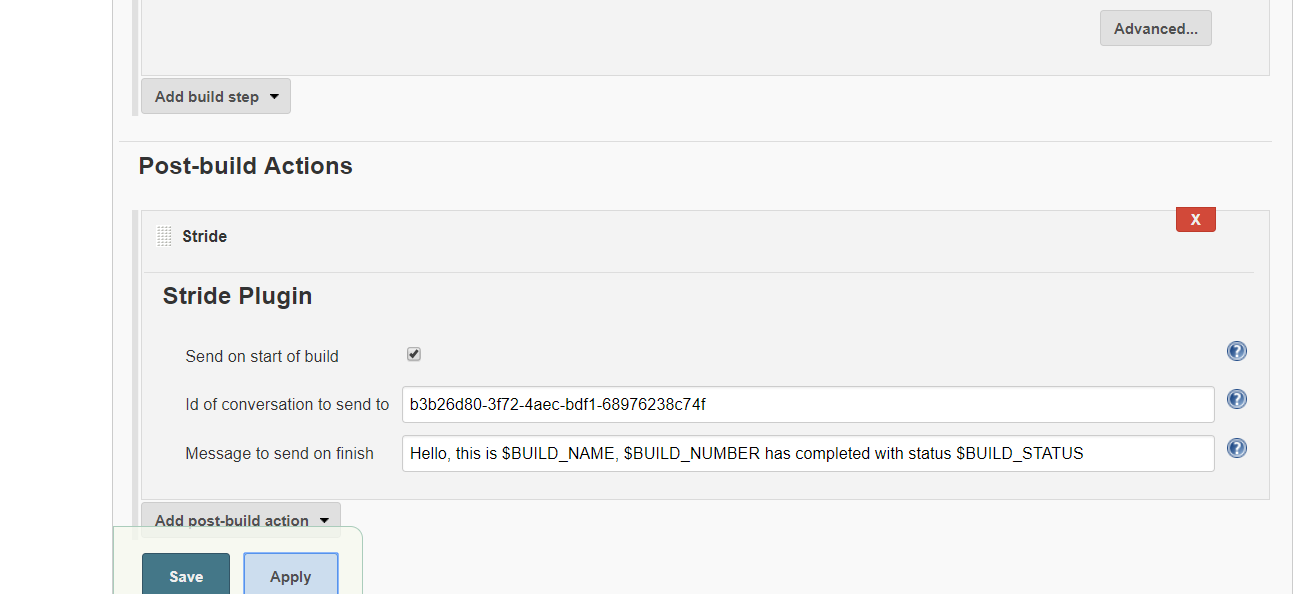 Advanced...
Add build step
Post-build Actions
X
Stride
Stride Plugin
Send on start of build
?
Id of conversation to send to b3b26d80-3f72-4aec-bdf1-68976238c74f
?
Message to send on finish Hello, this is $BUILD_NAME, $BUILD_NUMBER has completed with status $BUILD_STATUS
?
Add post-build action
Save Apply